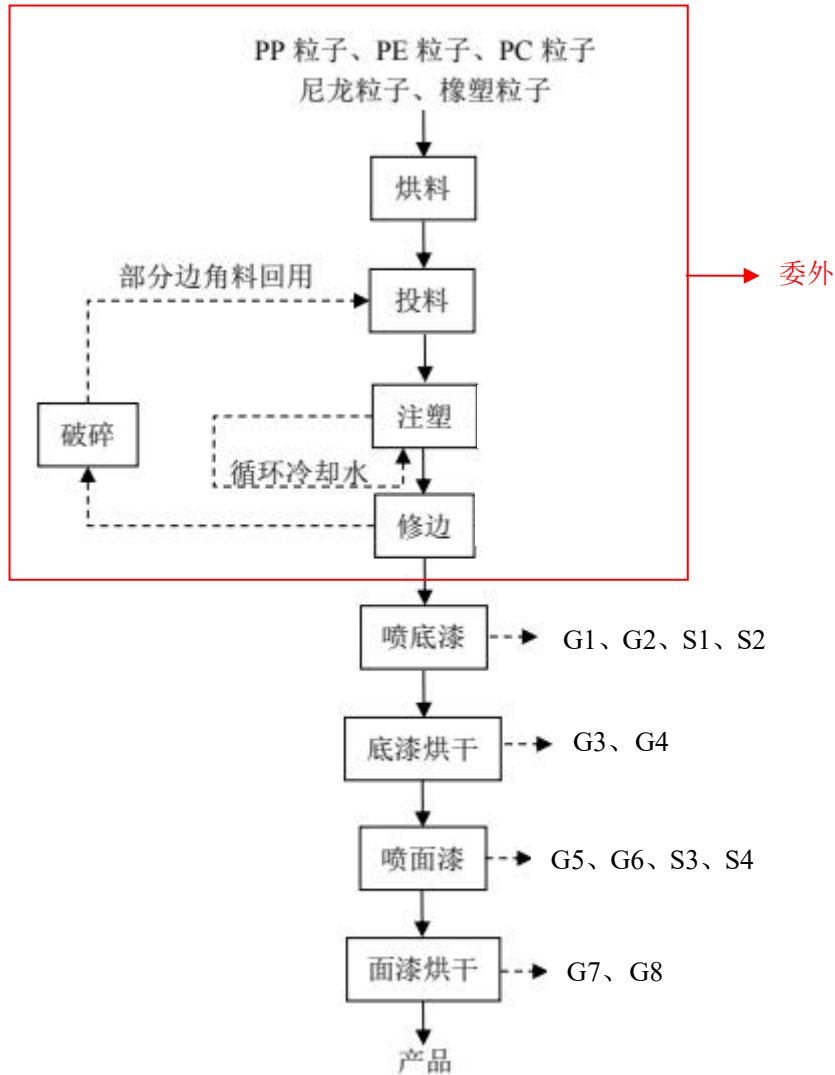 PP 粒子、PE 粒子、PC 粒子
尼龙粒子、橡塑粒子
烘料
委外
部分边角料回用
投料
注塑
破碎
循环冷却水
修边
喷底漆
G1、G2、S1、S2
底漆烘干
G3、G4
喷面漆
G5、G6、S3、S4
面漆烘干
G7、G8
产品